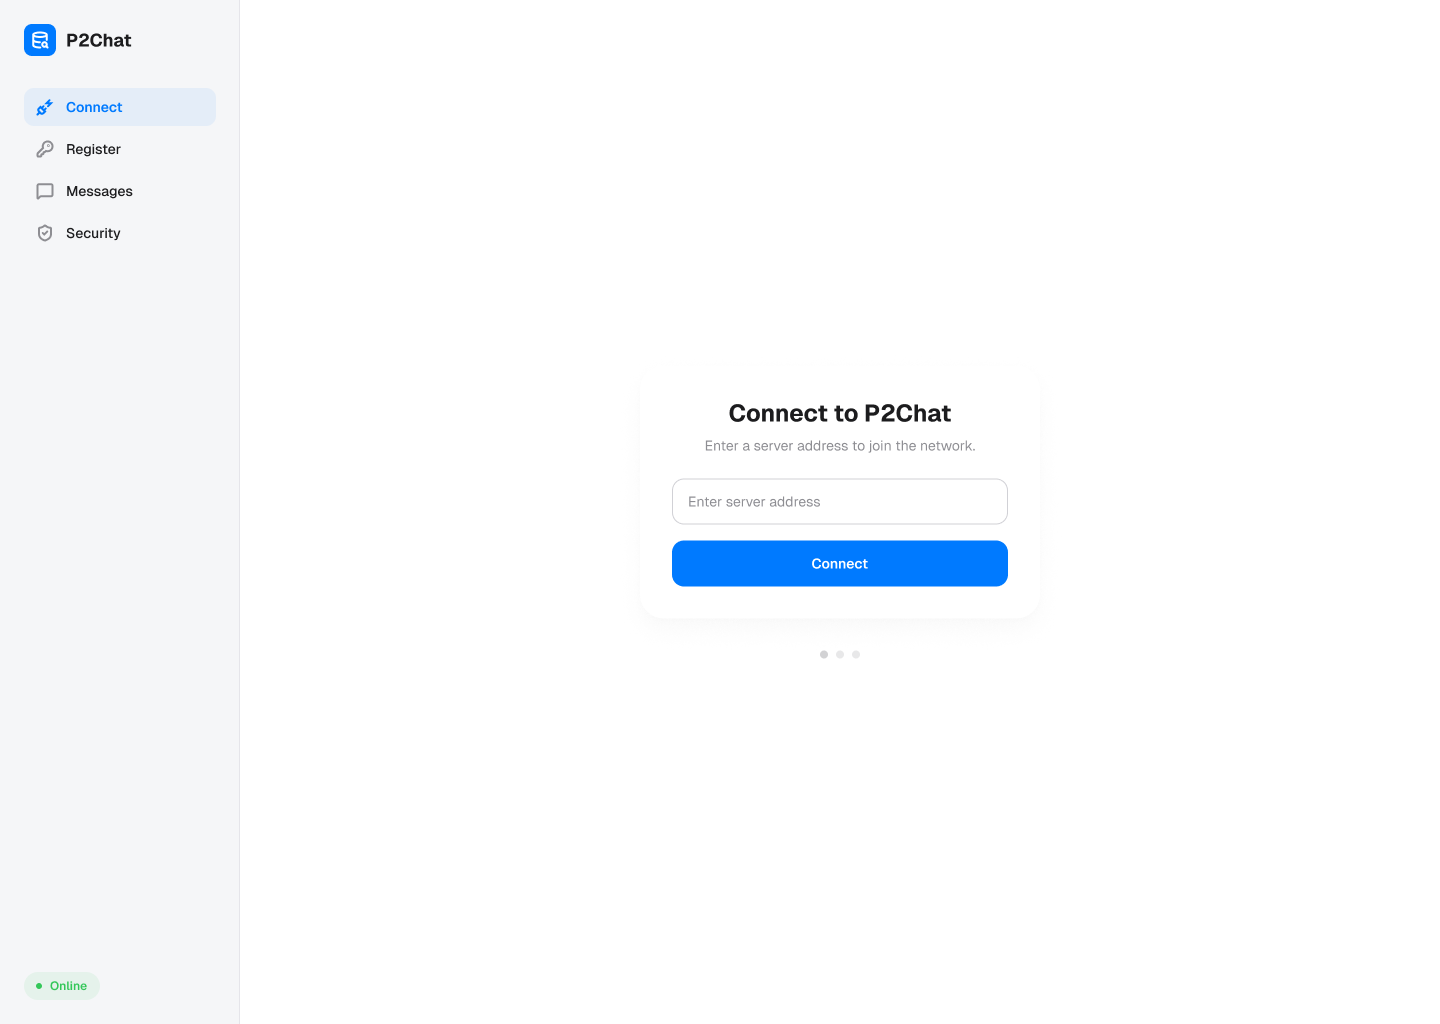 P2Chat
Connect
Register
Messages
Security
Connect to P2Chat
Enter a server address to join the network.
Enter server address
Connect
Online